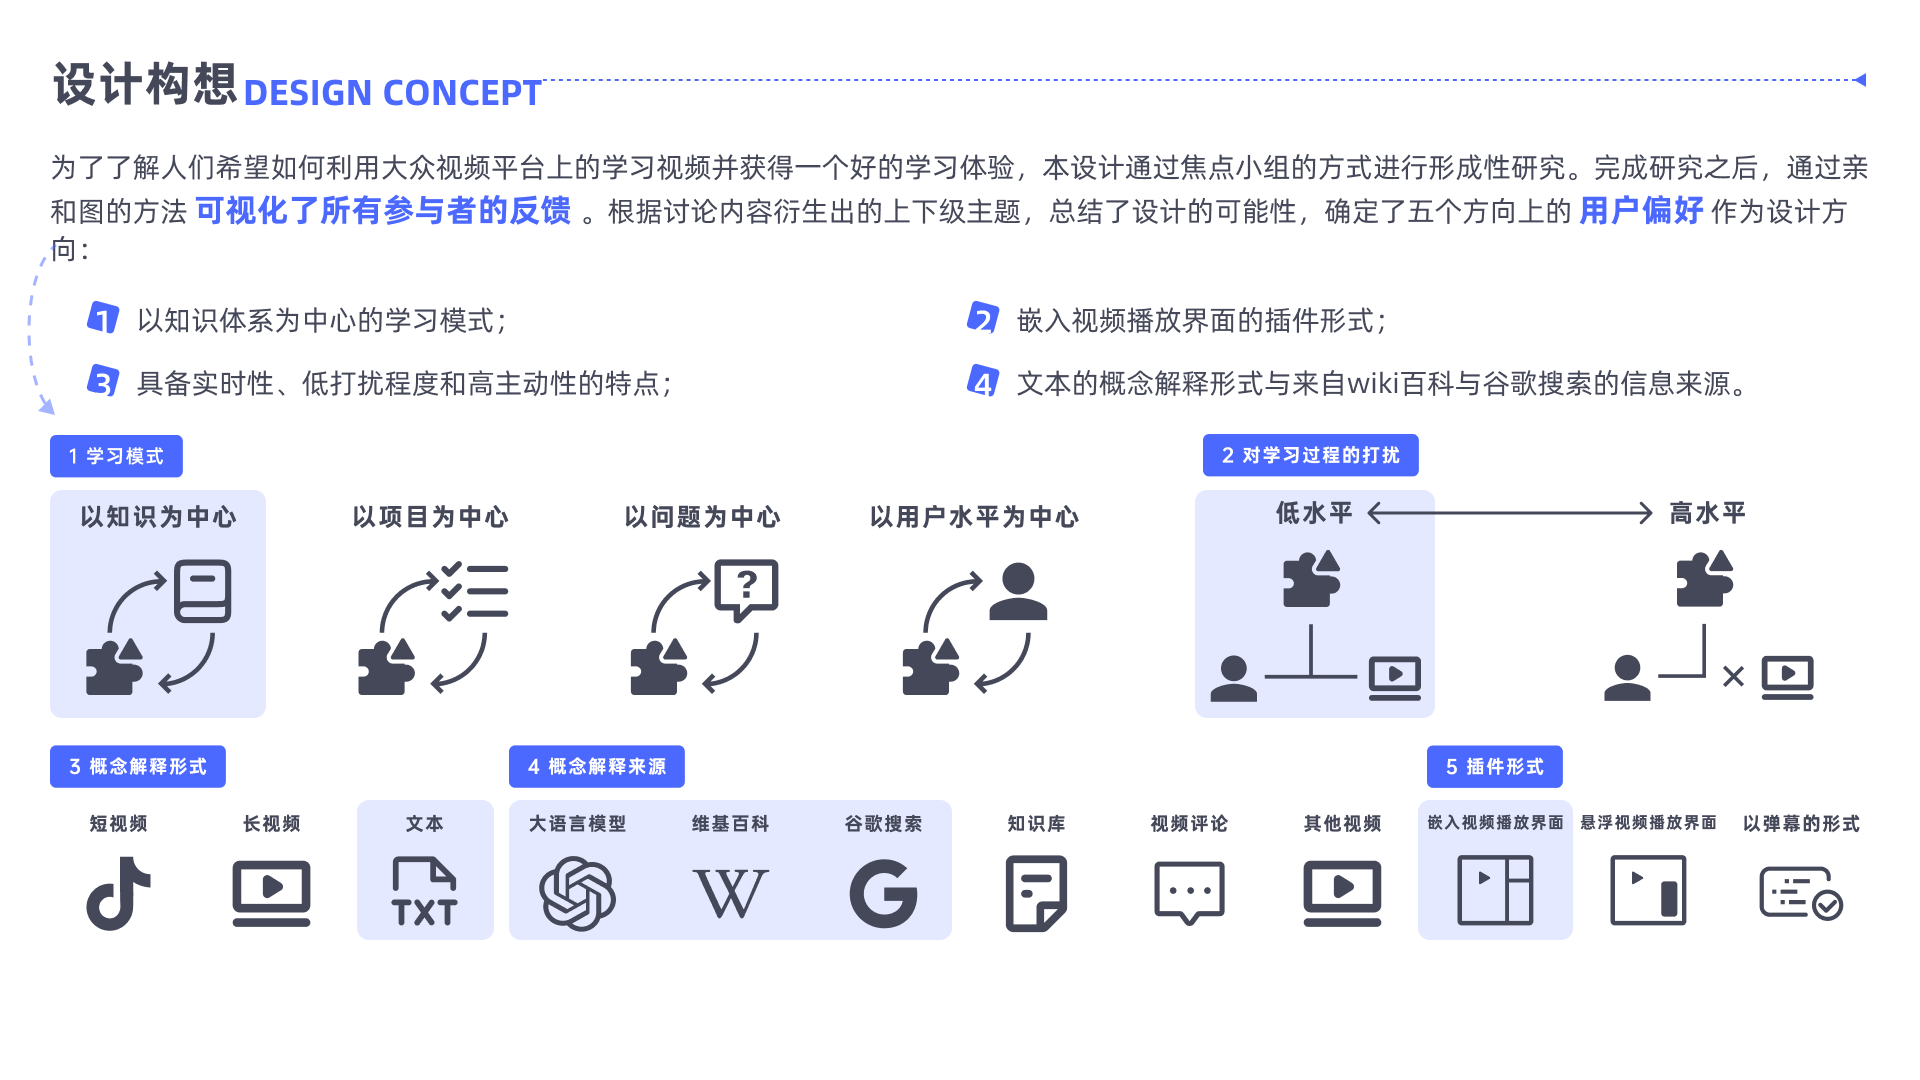 设计构想 DESIGN CONCEPT
为了了解人们希望如何利用大众视频平台上的学习视频并获得一个好的学习体验，本设计通过焦点小组的方式进行形成性研究。完成研究之后，通过亲
和图的方法 可视化了所有参与者的反馈 。根据讨论内容衍生出的上下级主题，总结了设计的可能性，确定了五个方向上的 用户偏好 作为设计方
向：
1 以知识体系为中心的学习模式；
2 嵌入视频播放界面的插件形式；
3 具备实时性、低打扰程度和高主动性的特点；
4 文本的概念解释形式与来自wiki百科与谷歌搜索的信息来源。
1 学习模式
以知识为中心
以项目为中心
以问题为中心
?
以用户水平为中心
2 对学习过程的打扰
低水平
高水平
3 概念解释形式
短视频
长视频
文本
TXT
4 概念解释来源
大语言模型
维基百科
W
谷歌搜索
G
知识库
视频评论
其他视频
5 插件形式
嵌入视频播放界面
悬浮视频播放界面
以弹幕的形式